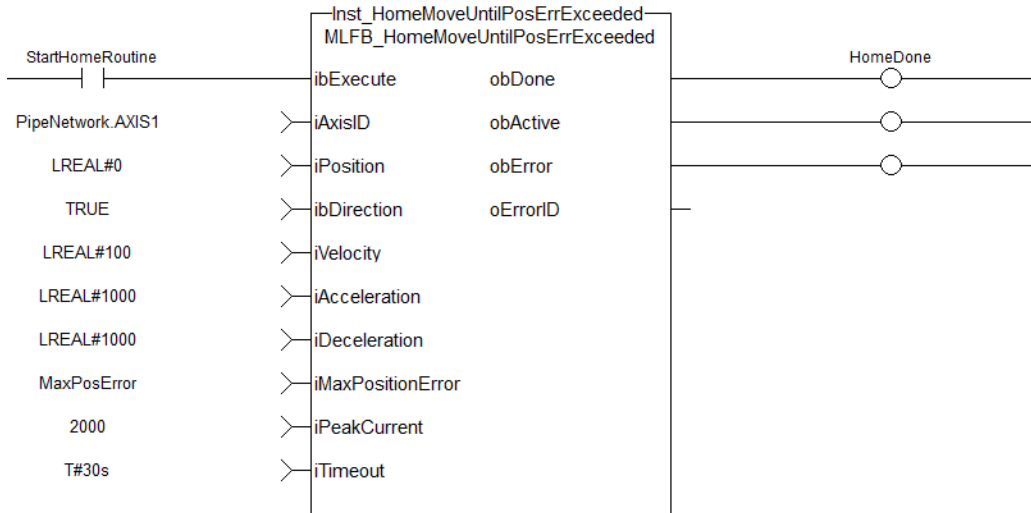 Inst_HomeMoveUntilPosErrExceeded
MLFB_HomeMoveUntilPosErrExceeded
StartHomeRoutine
HomeDone
ibExecute obDone
PipeNetwork.AXIS1 iAxisID obActive
LREAL#0 iPosition obError
TRUE ibDirection oErrorID
LREAL#100 iVelocity
LREAL#1000 iAcceleration
LREAL#1000 iDeceleration
MaxPosError iMaxPositionError
2000 iPeakCurrent
T#30s iTimeout